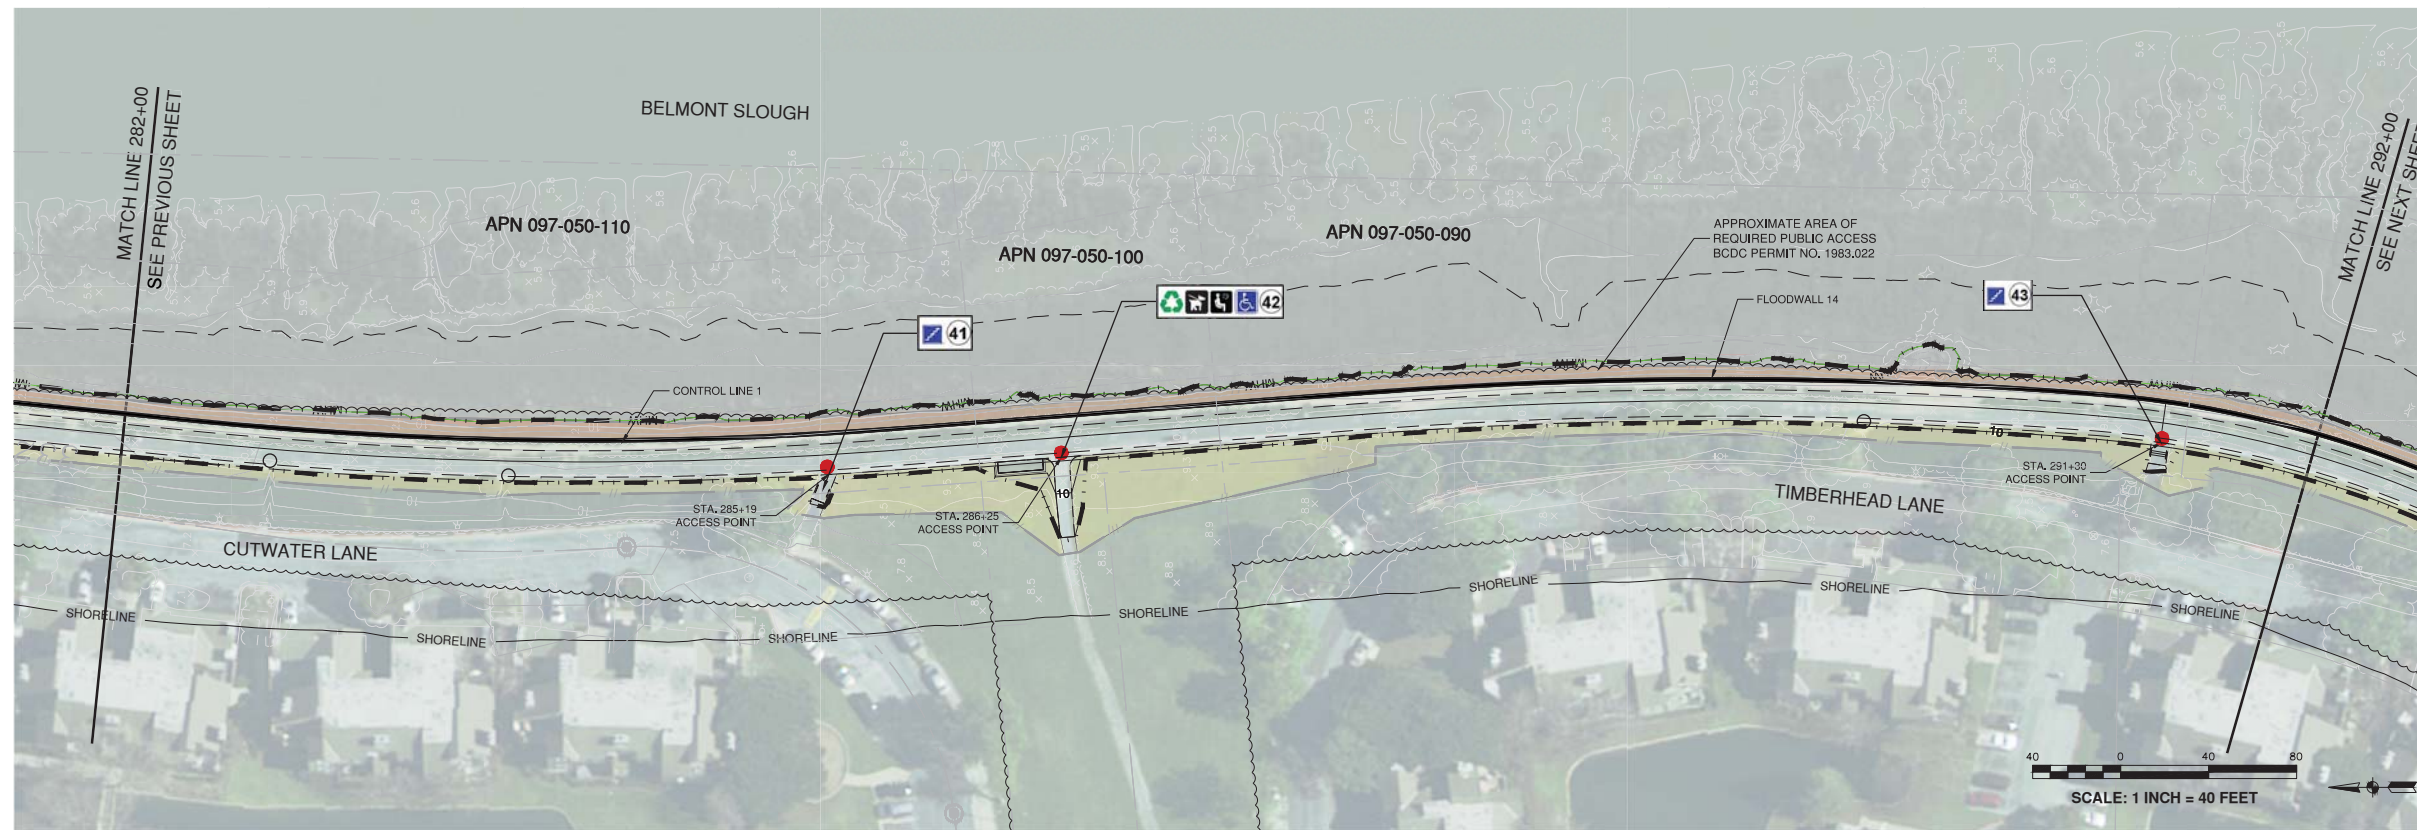 BELMONT SLOUGH
MATCH LINE 282+00
SEE PREVIOUS SHEET
APN 097-050-110
APN 097-050-100
APN 097-050-090
APPROXIMATE AREA OF
REQUIRED PUBLIC ACCESS
BCDC PERMIT NO. 1983.022
MATCH LINE 292+00
SEE NEXT SHEET
FLOODWALL 14
41
42
43
CONTROL LINE 1
STA. 285+19
ACCESS POINT
STA. 286+25
ACCESS POINT
10
10
STA. 291+30
ACCESS POINT
CUTWATER LANE
TIMBERHEAD LANE
SHORELINE
SHORELINE
SHORELINE
SHORELINE
SHORELINE
SHORELINE
SHORELINE
40 0 40 80
SCALE: 1 INCH = 40 FEET